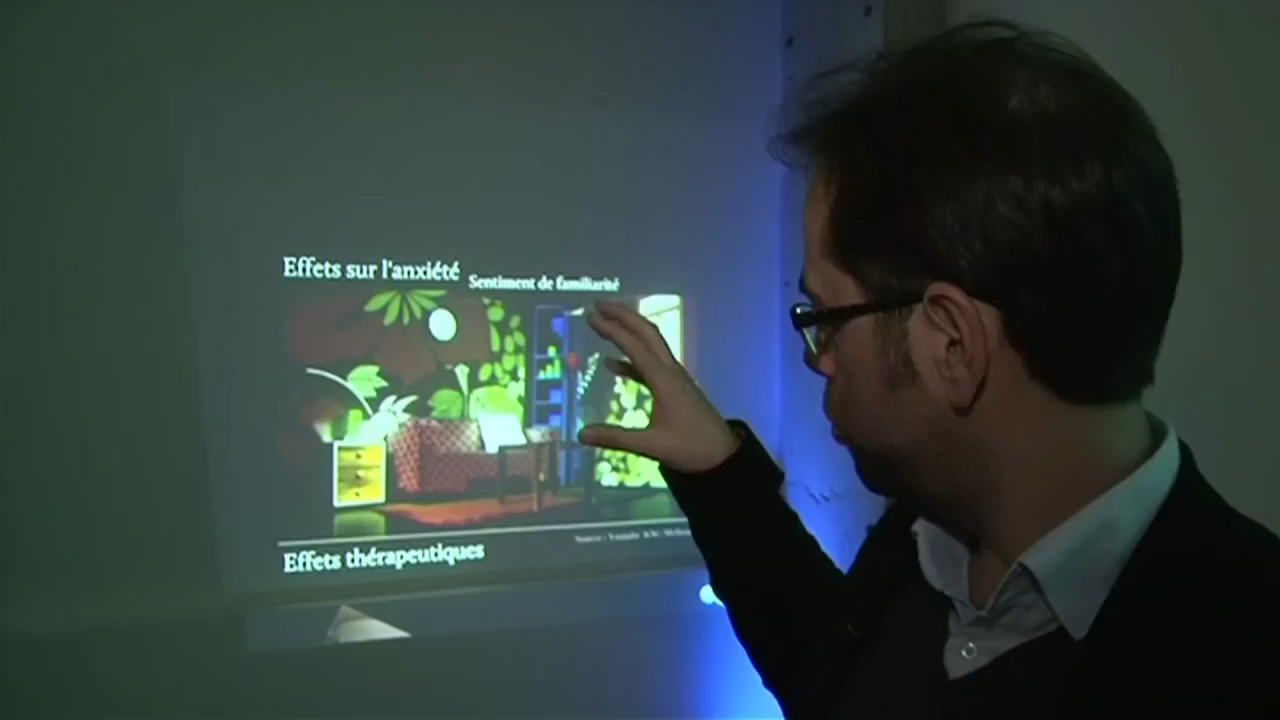 Effets sur l'anxiété
Sentiment de familiarité
Effets thérapeutiques